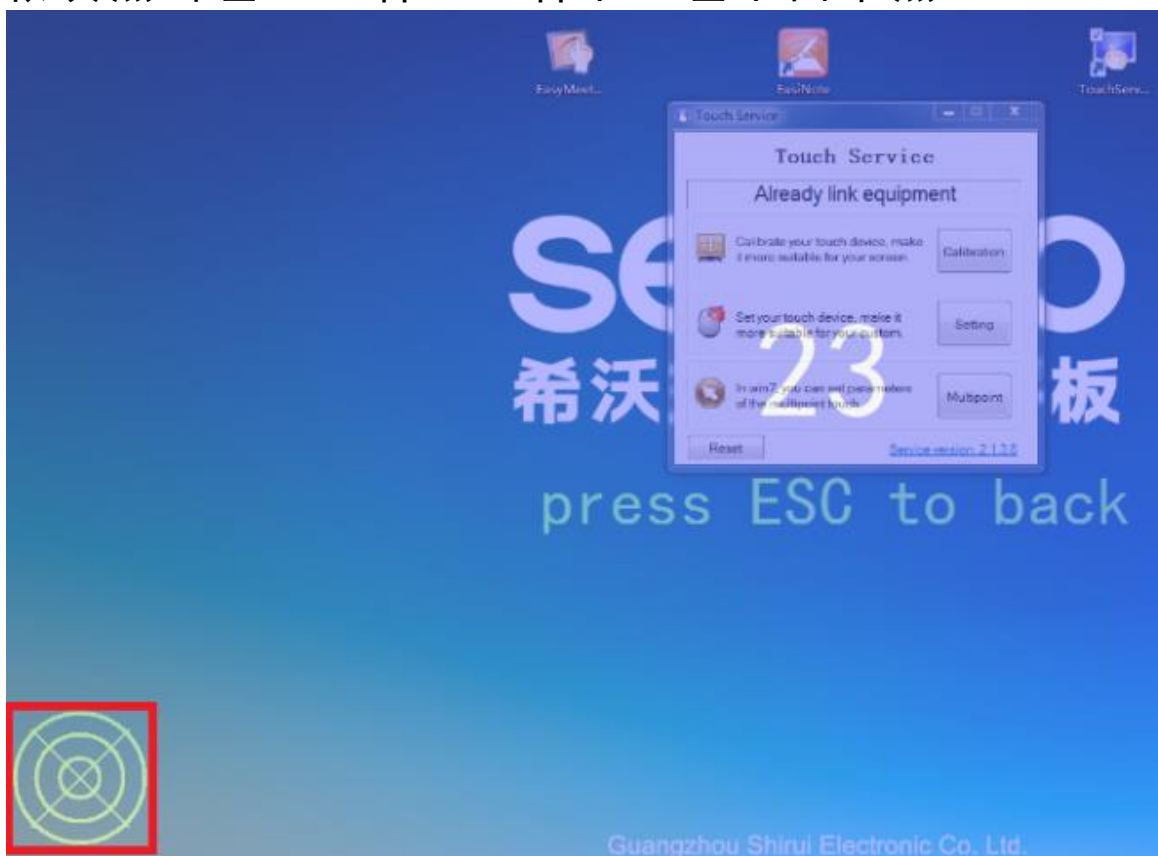 EasyMeet...
EasiNote
TouchServ...
Touch Service
Touch Service
Already link equipment
Calibrate your touch device, make
it more suitable for your screen.
Calibration
Set your touch device, make it
more suitable for your custom.
Setting
23
In win7, you can set parameters
of the multipoint touch.
Multipoint
Reset
Service version: 2.1.3.6
se o
希沃 板
press ESC to back
Guangzhou Shirui Electronic Co. Ltd.